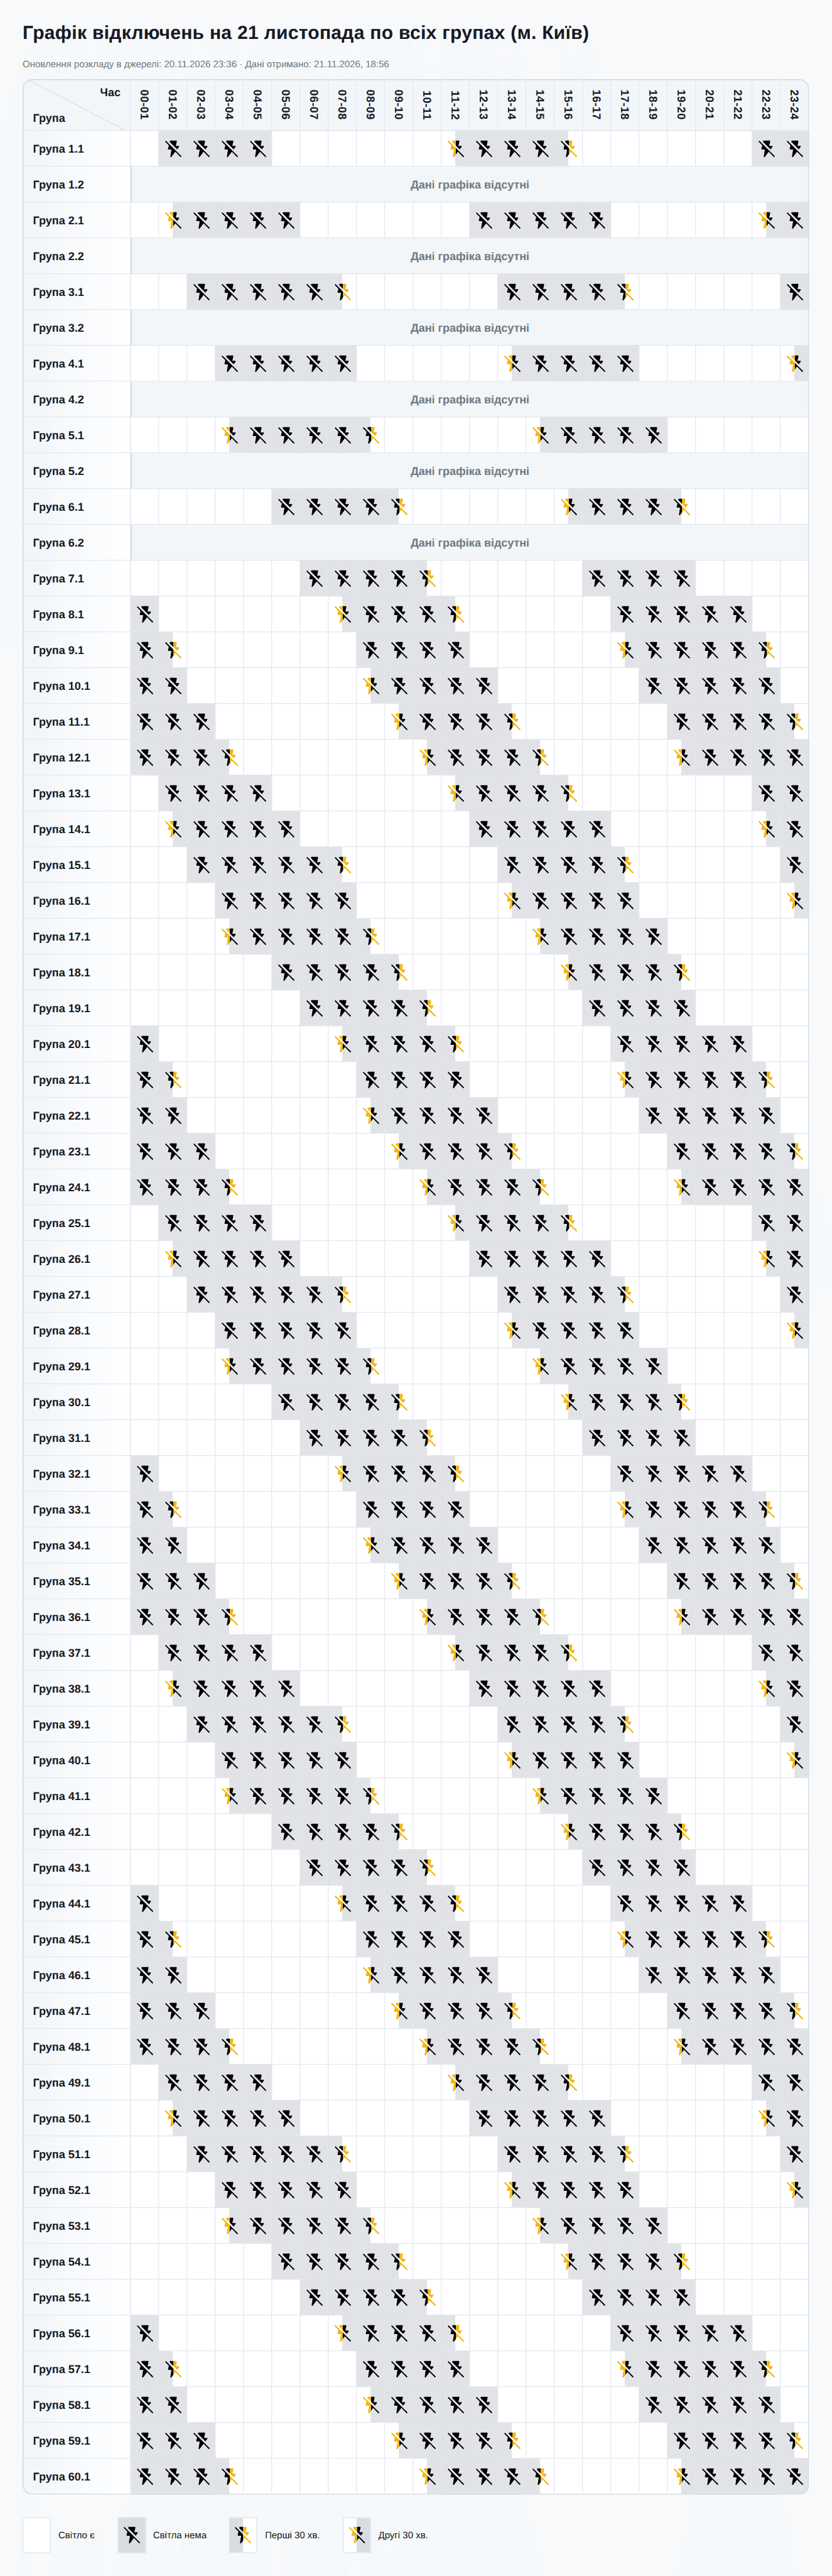 Графік відключень на 21 листопада по всіх групах (м. Київ)
Оновлення розкладу в джерелі: 20.11.2026 23:36 · Дані отримано: 21.11.2026, 18:56
Час
Група
00-01 01-02 02-03 03-04 04-05 05-06 06-07 07-08 08-09 09-10 10-11 11-12 12-13 13-14 14-15 15-16 16-17 17-18 18-19 19-20 20-21 21-22 22-23 23-24
Група 1.1
Група 1.2 Дані графіка відсутні
Група 2.1
Група 2.2 Дані графіка відсутні
Група 3.1
Група 3.2 Дані графіка відсутні
Група 4.1
Група 4.2 Дані графіка відсутні
Група 5.1
Група 5.2 Дані графіка відсутні
Група 6.1
Група 6.2 Дані графіка відсутні
Група 7.1
Група 8.1
Група 9.1
Група 10.1
Група 11.1
Група 12.1
Група 13.1
Група 14.1
Група 15.1
Група 16.1
Група 17.1
Група 18.1
Група 19.1
Група 20.1
Група 21.1
Група 22.1
Група 23.1
Група 24.1
Група 25.1
Група 26.1
Група 27.1
Група 28.1
Група 29.1
Група 30.1
Група 31.1
Група 32.1
Група 33.1
Група 34.1
Група 35.1
Група 36.1
Група 37.1
Група 38.1
Група 39.1
Група 40.1
Група 41.1
Група 42.1
Група 43.1
Група 44.1
Група 45.1
Група 46.1
Група 47.1
Група 48.1
Група 49.1
Група 50.1
Група 51.1
Група 52.1
Група 53.1
Група 54.1
Група 55.1
Група 56.1
Група 57.1
Група 58.1
Група 59.1
Група 60.1
Світло є Світла нема Перші 30 хв. Другі 30 хв.